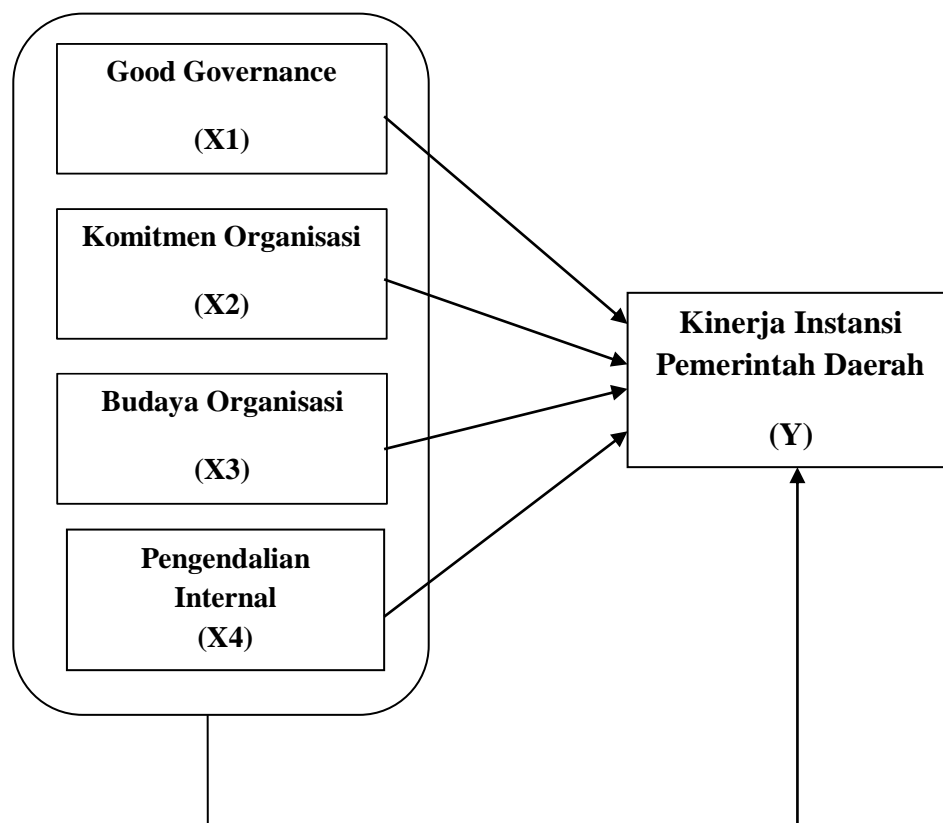 Good Governance
(X1)
Komitmen Organisasi
(X2)
Budaya Organisasi
(X3)
Pengendalian
Internal
(X4)
Kinerja Instansi
Pemerintah Daerah
(Y)